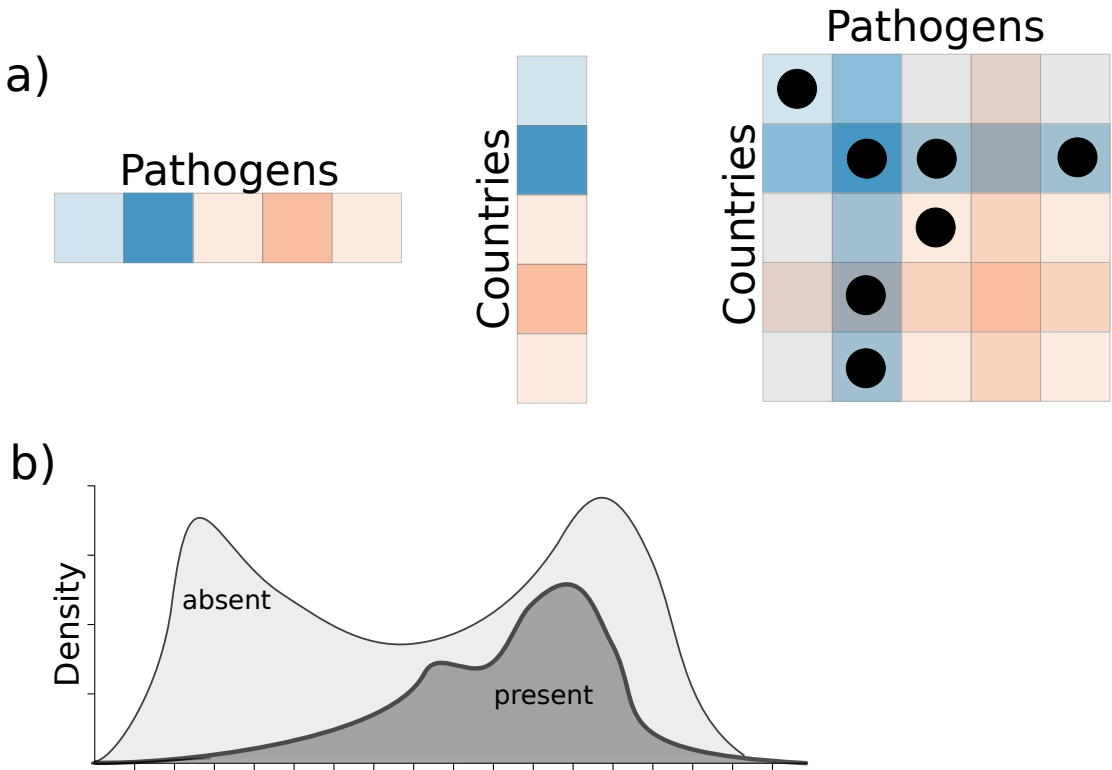 a)
Pathogens
Countries
Pathogens
Countries
b)
Density
absent
present